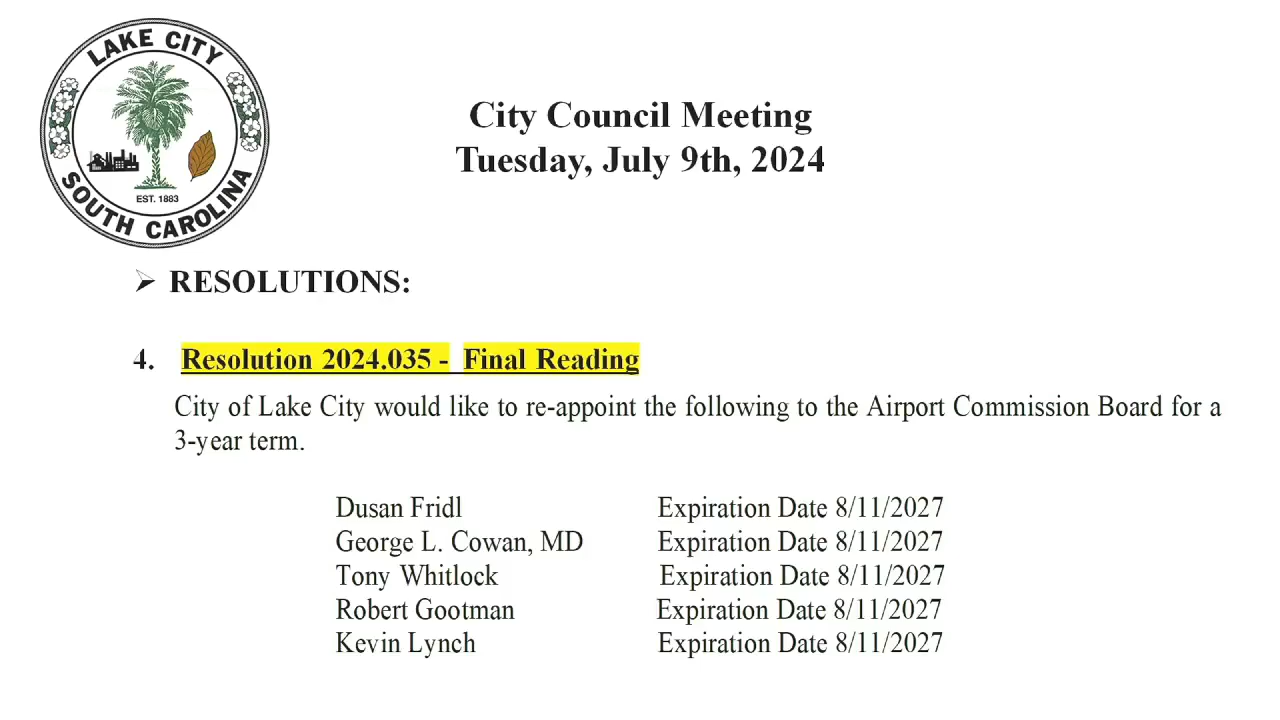 LAKE CITY
EST. 1883
SOUTH CAROLINA
City Council Meeting
Tuesday, July 9th, 2024
➢ RESOLUTIONS:
4. Resolution 2024.035 - Final Reading
City of Lake City would like to re-appoint the following to the Airport Commission Board for a
3-year term.
Dusan Fridl Expiration Date 8/11/2027
George L. Cowan, MD Expiration Date 8/11/2027
Tony Whitlock Expiration Date 8/11/2027
Robert Gootman Expiration Date 8/11/2027
Kevin Lynch Expiration Date 8/11/2027